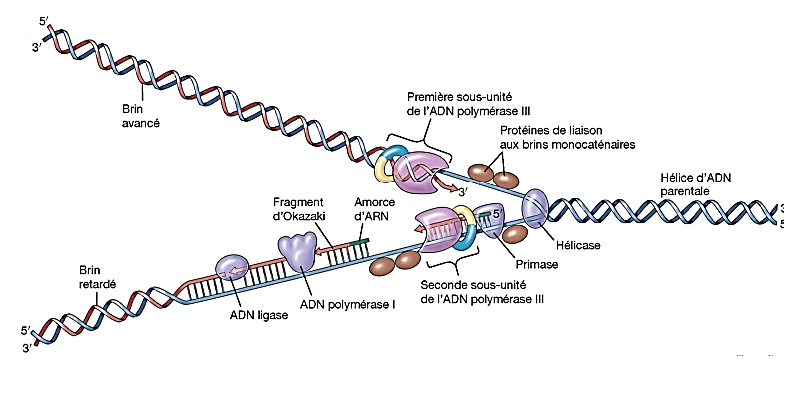 5'
3'
Brin
avancé
Première sous-unité
de l'ADN polymérase III
Protéines de liaison
aux brins monocaténaires
3'
Hélice d'ADN
parentale
Fragment
d'Okazaki
Amorce
d'ARN
5'
Hélicase
Primase
Brin
retardé
Seconde sous-unité
de l'ADN polymérase III
ADN polymérase I
ADN ligase
5'
3'